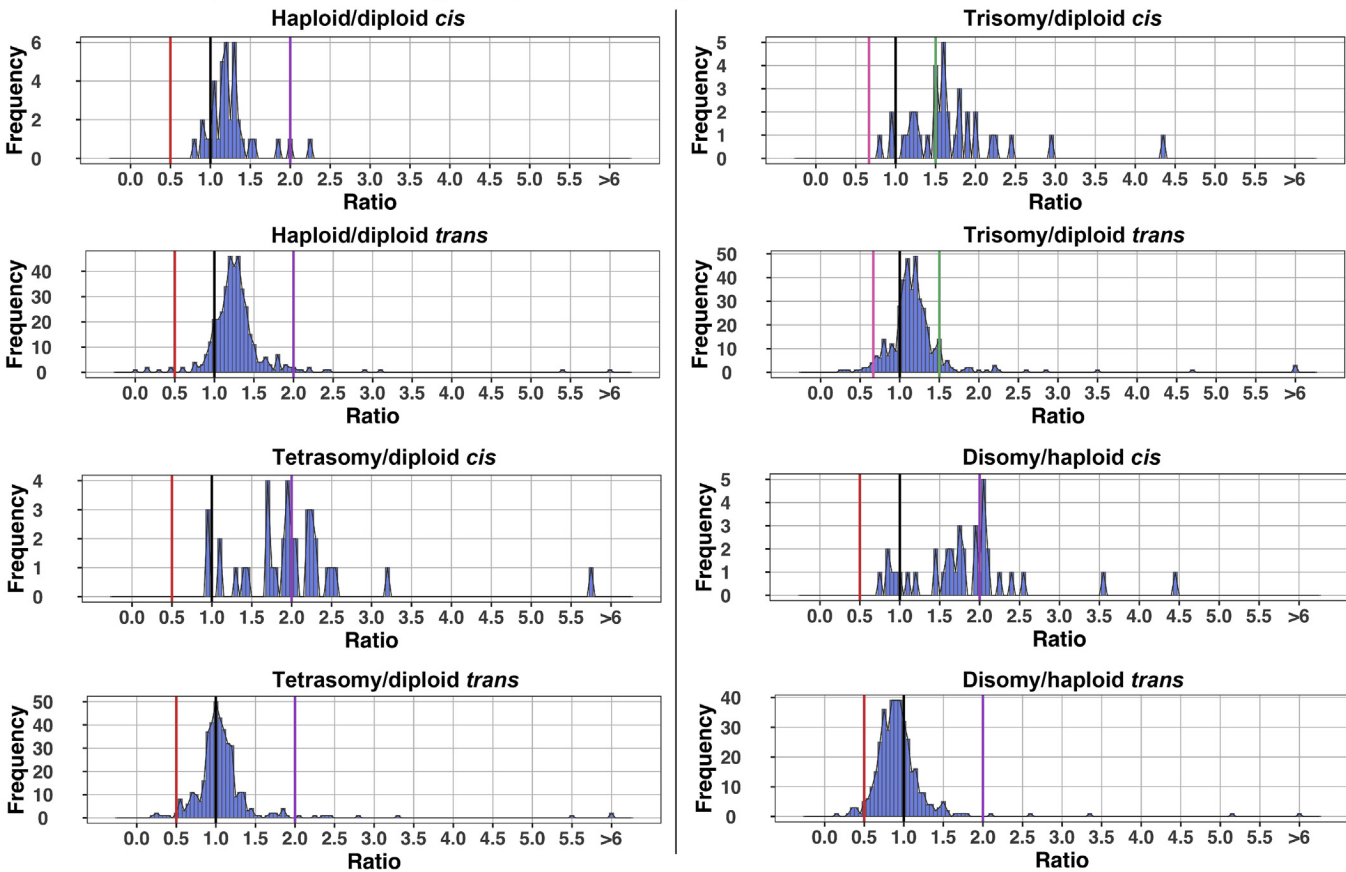 Haploid/diploid cis
Frequency
6
4
2
0
0.0 0.5 1.0 1.5 2.0 2.5 3.0 3.5 4.0 4.5 5.0 5.5 >6
Ratio
Trisomy/diploid cis
Frequency
5
4
3
2
1
0
0.0 0.5 1.0 1.5 2.0 2.5 3.0 3.5 4.0 4.5 5.0 5.5 >6
Ratio
Haploid/diploid trans
Frequency
40
30
20
10
0
0.0 0.5 1.0 1.5 2.0 2.5 3.0 3.5 4.0 4.5 5.0 5.5 >6
Ratio
Trisomy/diploid trans
Frequency
50
40
30
20
10
0
0.0 0.5 1.0 1.5 2.0 2.5 3.0 3.5 4.0 4.5 5.0 5.5 >6
Ratio
Tetrasomy/diploid cis
Frequency
4
3
2
1
0
0.0 0.5 1.0 1.5 2.0 2.5 3.0 3.5 4.0 4.5 5.0 5.5 >6
Ratio
Disomy/haploid cis
Frequency
5
4
3
2
1
0
0.0 0.5 1.0 1.5 2.0 2.5 3.0 3.5 4.0 4.5 5.0 5.5 >6
Ratio
Tetrasomy/diploid trans
Frequency
50
40
30
20
10
0
0.0 0.5 1.0 1.5 2.0 2.5 3.0 3.5 4.0 4.5 5.0 5.5 >6
Ratio
Disomy/haploid trans
Frequency
40
30
20
10
0
0.0 0.5 1.0 1.5 2.0 2.5 3.0 3.5 4.0 4.5 5.0 5.5 >6
Ratio